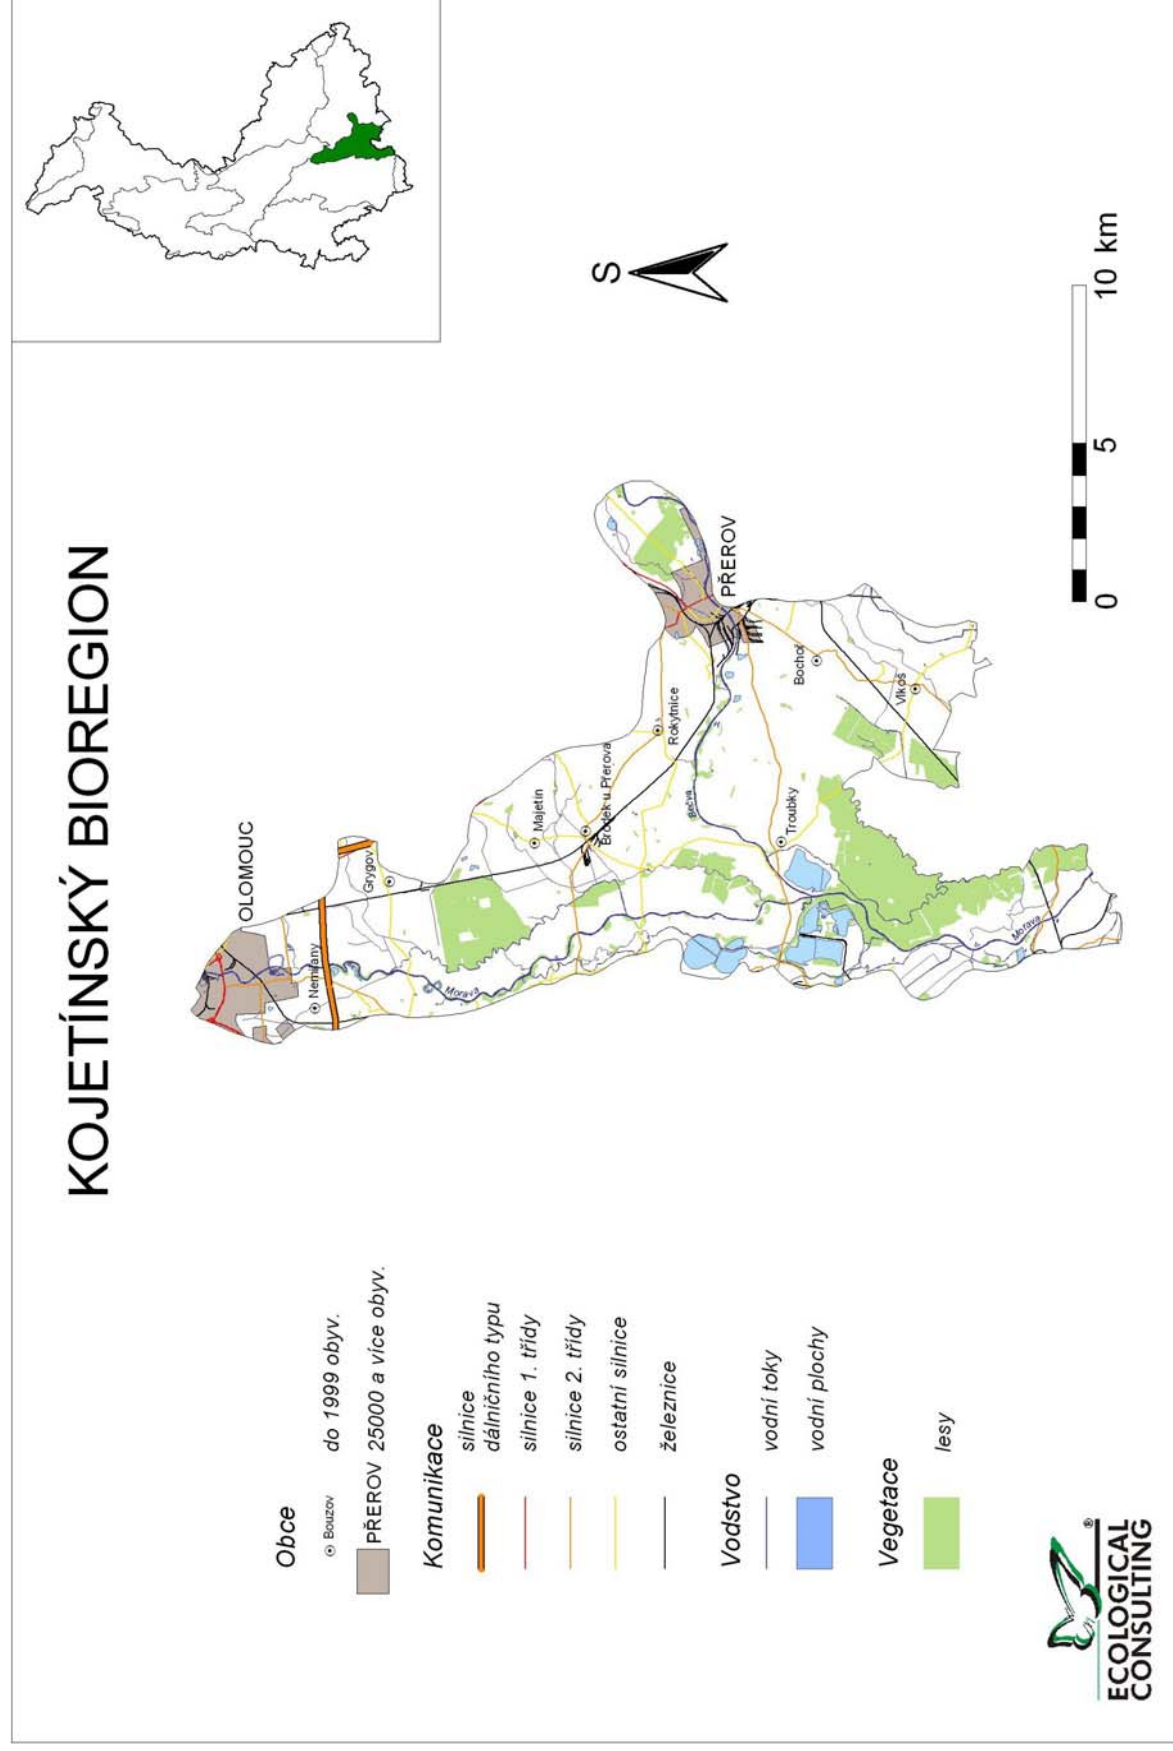 KOJETÍNSKÝ BIOREGION
S
OLOMOUC
Nemilany
Grygov
Majetín
Brodek u Přerova
Rokytnice
PŘEROV
Bečva
Morava
Troubky
Bochoř
Vlkoš
Morava
0 5 10 km
Obce
Bouzov do 1999 obyv.
PŘEROV 25000 a více obyv.
Komunikace
silnice
dálničního typu
silnice 1. třídy
silnice 2. třídy
ostatní silnice
železnice
Vodstvo
vodní toky
vodní plochy
Vegetace
lesy
®
ECOLOGICAL
CONSULTING